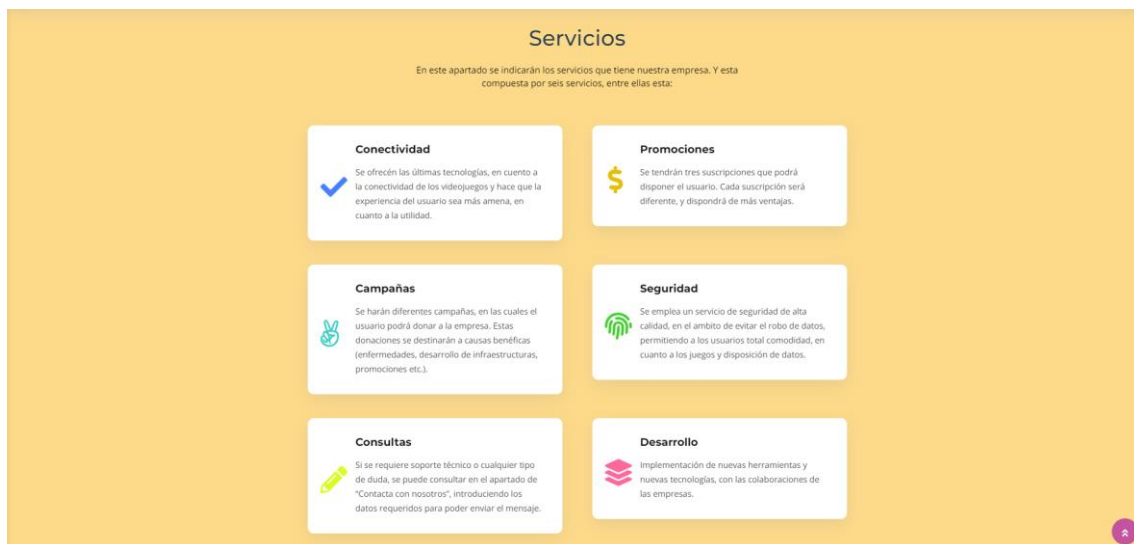 Servicios
En este apartado se indicarán los servicios que tiene nuestra empresa. Y esta
compuesta por seis servicios, entre ellas esta:
Conectividad
Se ofrecén las últimas tecnologías, en cuento a
la conectividad de los videojuegos y hace que la
experiencia del usuario sea más amena, en
cuanto a la utilidad.
Promociones
Se tendrán tres suscripciones que podrá
disponer el usuario. Cada suscripción será
diferente, y dispondrá de más ventajas.
Campañas
Se harán diferentes campañas, en las cuales el
usuario podrá donar a la empresa. Estas
donaciones se destinarán a causas benéficas
(enfermedades, desarrollo de infraestructuras,
promociones etc.).
Seguridad
Se emplea un servicio de seguridad de alta
calidad, en el ambito de evitar el robo de datos,
permitiendo a los usuarios total comodidad, en
cuanto a los juegos y disposición de datos.
Consultas
Si se requiere soporte técnico o cualquier tipo
de duda, se puede consultar en el apartado de
"Contacta con nosotros", introduciendo los
datos requeridos para poder enviar el mensaje.
Desarrollo
Implementación de nuevas herramientas y
nuevas tecnologías, con las colaboraciones de
las empresas.